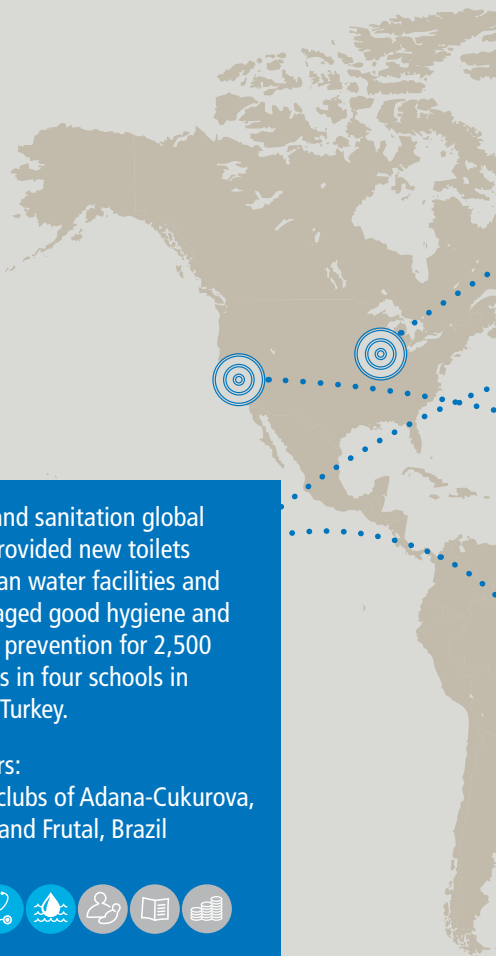 and sanitation global
rovided new toilets
an water facilities and
aged good hygiene and
prevention for 2,500
s in four schools in
Turkey.
rs:
clubs of Adana-Cukurova,
and Frutal, Brazil